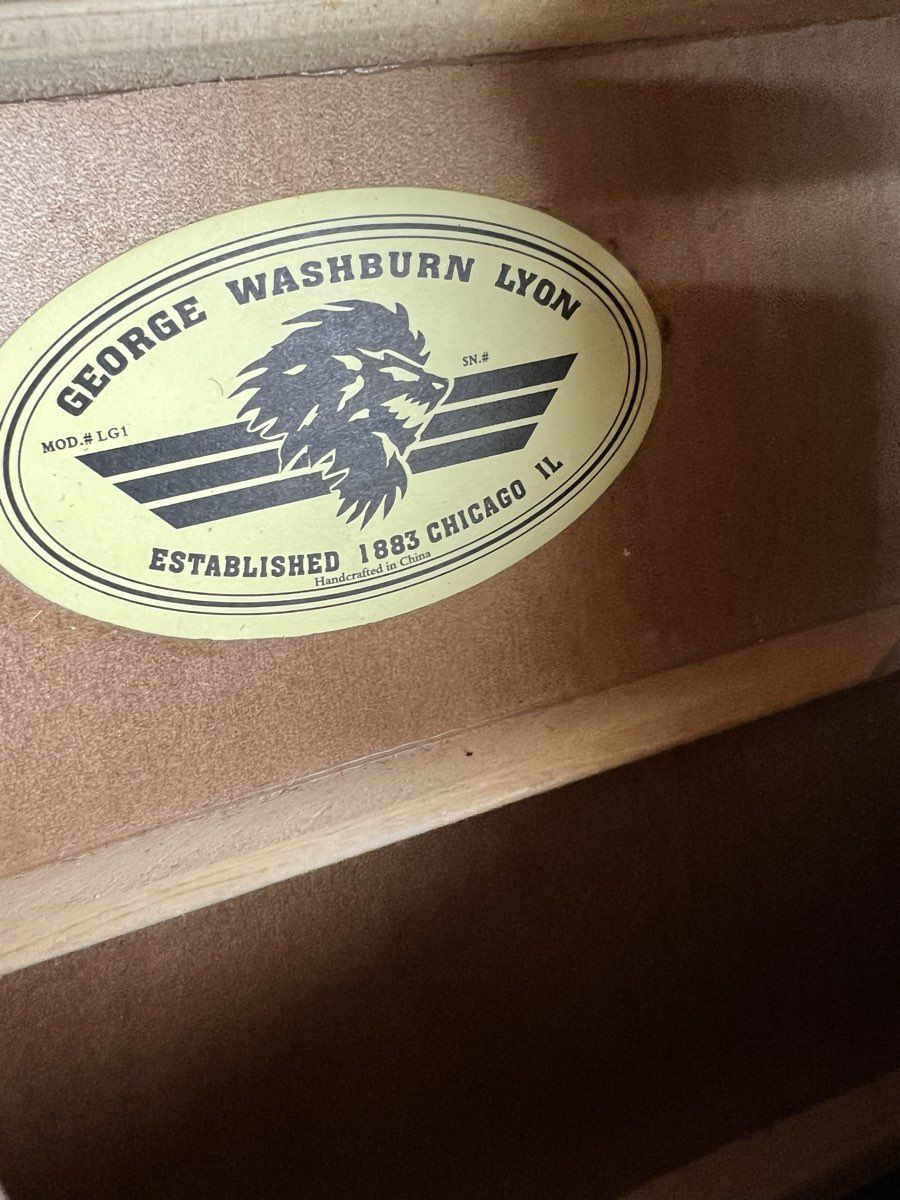 GEORGE WASHBURN LYON
SN.#
MOD.# LG1
ESTABLISHED 1883 CHICAGO IL
Handcrafted in China